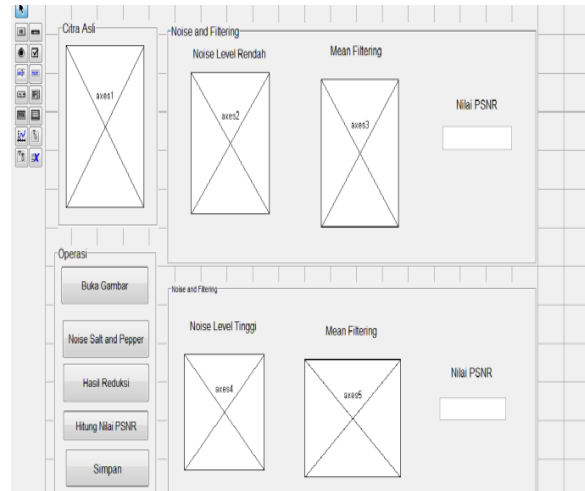 Citra Asli
axes1
Noise and Filtering
Noise Level Rendah
Mean Filtering
axes2
axes3
Nilai PSNR
Operasi
Buka Gambar
Noise Salt and Pepper
Hasil Reduksi
Hitung Nilai PSNR
Simpan
Noise and Filtering
Noise Level Tinggi
Mean Filtering
axes4
axes5
Nilai PSNR